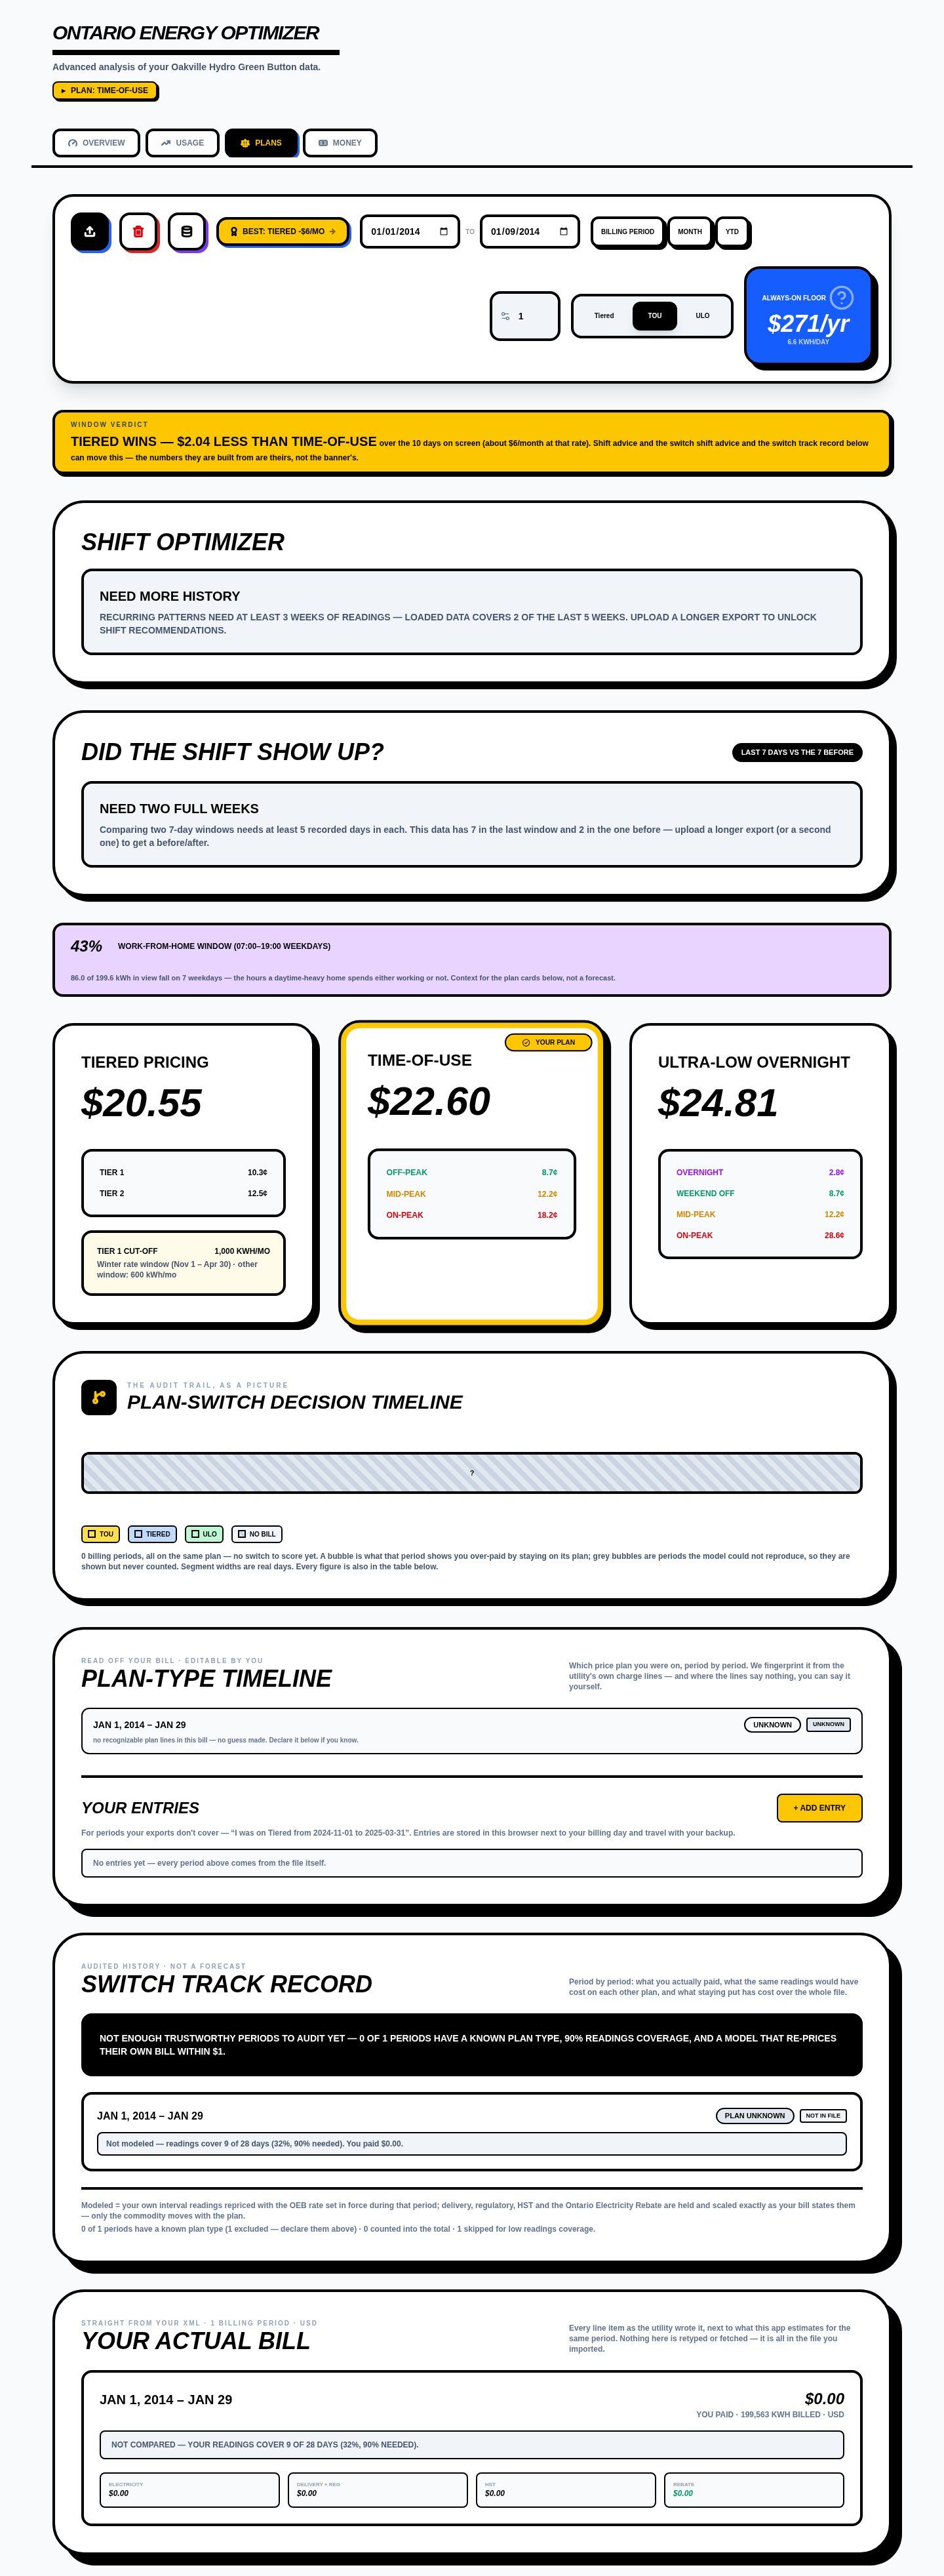 ONTARIO ENERGY OPTIMIZER
Advanced analysis of your Oakville Hydro Green Button data.
▸ PLAN: TIME-OF-USE
OVERVIEW
USAGE
PLANS
MONEY
BEST: TIERED -$6/MO →
01/01/2014
TO
01/09/2014
BILLING PERIOD
MONTH
YTD
1
Tiered
TOU
ULO
ALWAYS-ON FLOOR ?
$271/yr
6.6 KWH/DAY
WINDOW VERDICT
TIERED WINS — $2.04 LESS THAN TIME-OF-USE over the 10 days on screen (about $6/month at that rate). Shift advice and the switch shift advice and the switch track record below
can move this — the numbers they are built from are theirs, not the banner's.
SHIFT OPTIMIZER
NEED MORE HISTORY
RECURRING PATTERNS NEED AT LEAST 3 WEEKS OF READINGS — LOADED DATA COVERS 2 OF THE LAST 5 WEEKS. UPLOAD A LONGER EXPORT TO UNLOCK
SHIFT RECOMMENDATIONS.
DID THE SHIFT SHOW UP?
LAST 7 DAYS VS THE 7 BEFORE
NEED TWO FULL WEEKS
Comparing two 7-day windows needs at least 5 recorded days in each. This data has 7 in the last window and 2 in the one before — upload a longer export (or a second
one) to get a before/after.
43%
WORK-FROM-HOME WINDOW (07:00–19:00 WEEKDAYS)
86.0 of 199.6 kWh in view fall on 7 weekdays — the hours a daytime-heavy home spends either working or not. Context for the plan cards below, not a forecast.
TIERED PRICING
$20.55
TIER 1 10.3¢
TIER 2 12.5¢
TIER 1 CUT-OFF 1,000 KWH/MO
Winter rate window (Nov 1 – Apr 30) · other
window: 600 kWh/mo
YOUR PLAN
TIME-OF-USE
$22.60
OFF-PEAK 8.7¢
MID-PEAK 12.2¢
ON-PEAK 18.2¢
ULTRA-LOW OVERNIGHT
$24.81
OVERNIGHT 2.8¢
WEEKEND OFF 8.7¢
MID-PEAK 12.2¢
ON-PEAK 28.6¢
THE AUDIT TRAIL, AS A PICTURE
PLAN-SWITCH DECISION TIMELINE
?
TOU
TIERED
ULO
NO BILL
0 billing periods, all on the same plan — no switch to score yet. A bubble is what that period shows you over-paid by staying on its plan; grey bubbles are periods the model could not reproduce, so they are
shown but never counted. Segment widths are real days. Every figure is also in the table below.
READ OFF YOUR BILL · EDITABLE BY YOU
PLAN-TYPE TIMELINE
Which price plan you were on, period by period. We fingerprint it from the
utility's own charge lines — and where the lines say nothing, you can say it
yourself.
JAN 1, 2014 – JAN 29
UNKNOWN
UNKNOWN
no recognizable plan lines in this bill — no guess made. Declare it below if you know.
YOUR ENTRIES
+ ADD ENTRY
For periods your exports don't cover — “I was on Tiered from 2024-11-01 to 2025-03-31”. Entries are stored in this browser next to your billing day and travel with your backup.
No entries yet — every period above comes from the file itself.
AUDITED HISTORY · NOT A FORECAST
SWITCH TRACK RECORD
Period by period: what you actually paid, what the same readings would have
cost on each other plan, and what staying put has cost over the whole file.
NOT ENOUGH TRUSTWORTHY PERIODS TO AUDIT YET — 0 OF 1 PERIODS HAVE A KNOWN PLAN TYPE, 90% READINGS COVERAGE, AND A MODEL THAT RE-PRICES
THEIR OWN BILL WITHIN $1.
JAN 1, 2014 – JAN 29
PLAN UNKNOWN
NOT IN FILE
Not modeled — readings cover 9 of 28 days (32%, 90% needed). You paid $0.00.
Modeled = your own interval readings repriced with the OEB rate set in force during that period; delivery, regulatory, HST and the Ontario Electricity Rebate are held and scaled exactly as your bill states them
— only the commodity moves with the plan.
0 of 1 periods have a known plan type (1 excluded — declare them above) · 0 counted into the total · 1 skipped for low readings coverage.
STRAIGHT FROM YOUR XML · 1 BILLING PERIOD · USD
YOUR ACTUAL BILL
Every line item as the utility wrote it, next to what this app estimates for the
same period. Nothing here is retyped or fetched — it is all in the file you
imported.
JAN 1, 2014 – JAN 29
$0.00
YOU PAID · 199,563 KWH BILLED · USD
NOT COMPARED — YOUR READINGS COVER 9 OF 28 DAYS (32%, 90% NEEDED).
ELECTRICITY
$0.00
DELIVERY + REG
$0.00
HST
$0.00
REBATE
$0.00